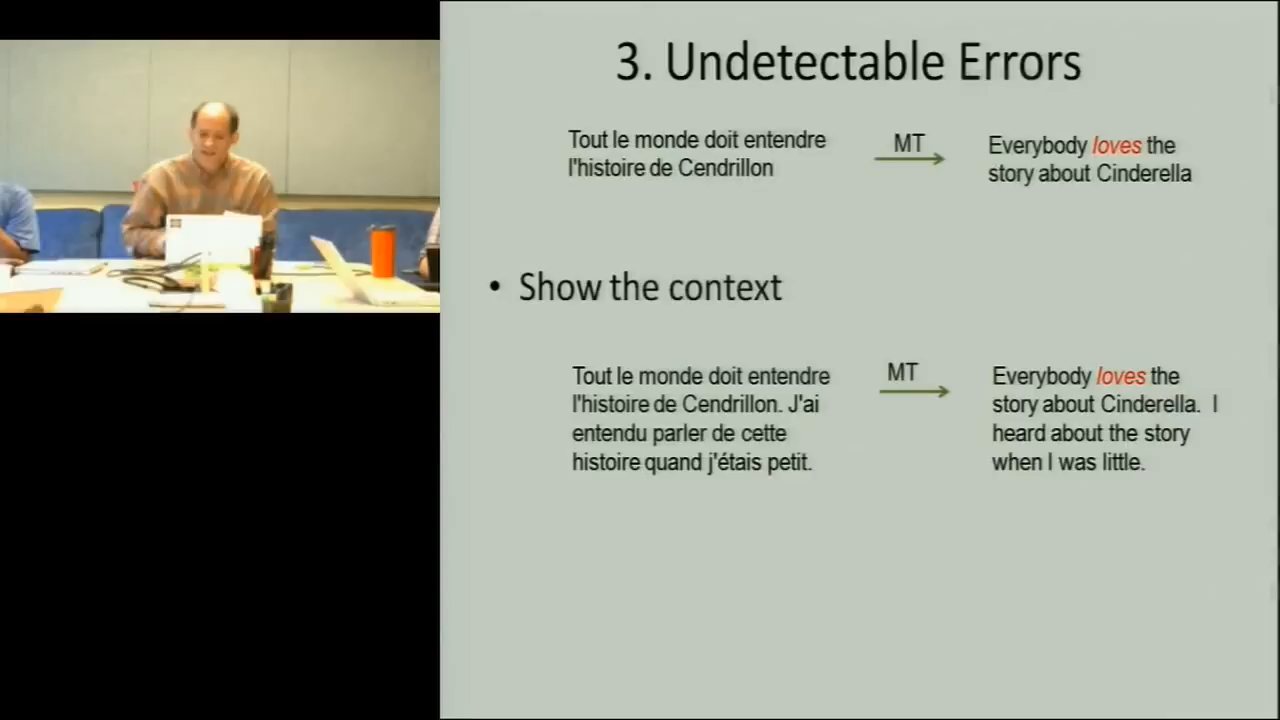 3. Undetectable Errors
Tout le monde doit entendre
l'histoire de Cendrillon
MT
Everybody loves the
story about Cinderella
• Show the context
Tout le monde doit entendre
l'histoire de Cendrillon. J'ai
entendu parler de cette
histoire quand j'étais petit.
MT
Everybody loves the
story about Cinderella. I
heard about the story
when I was little.